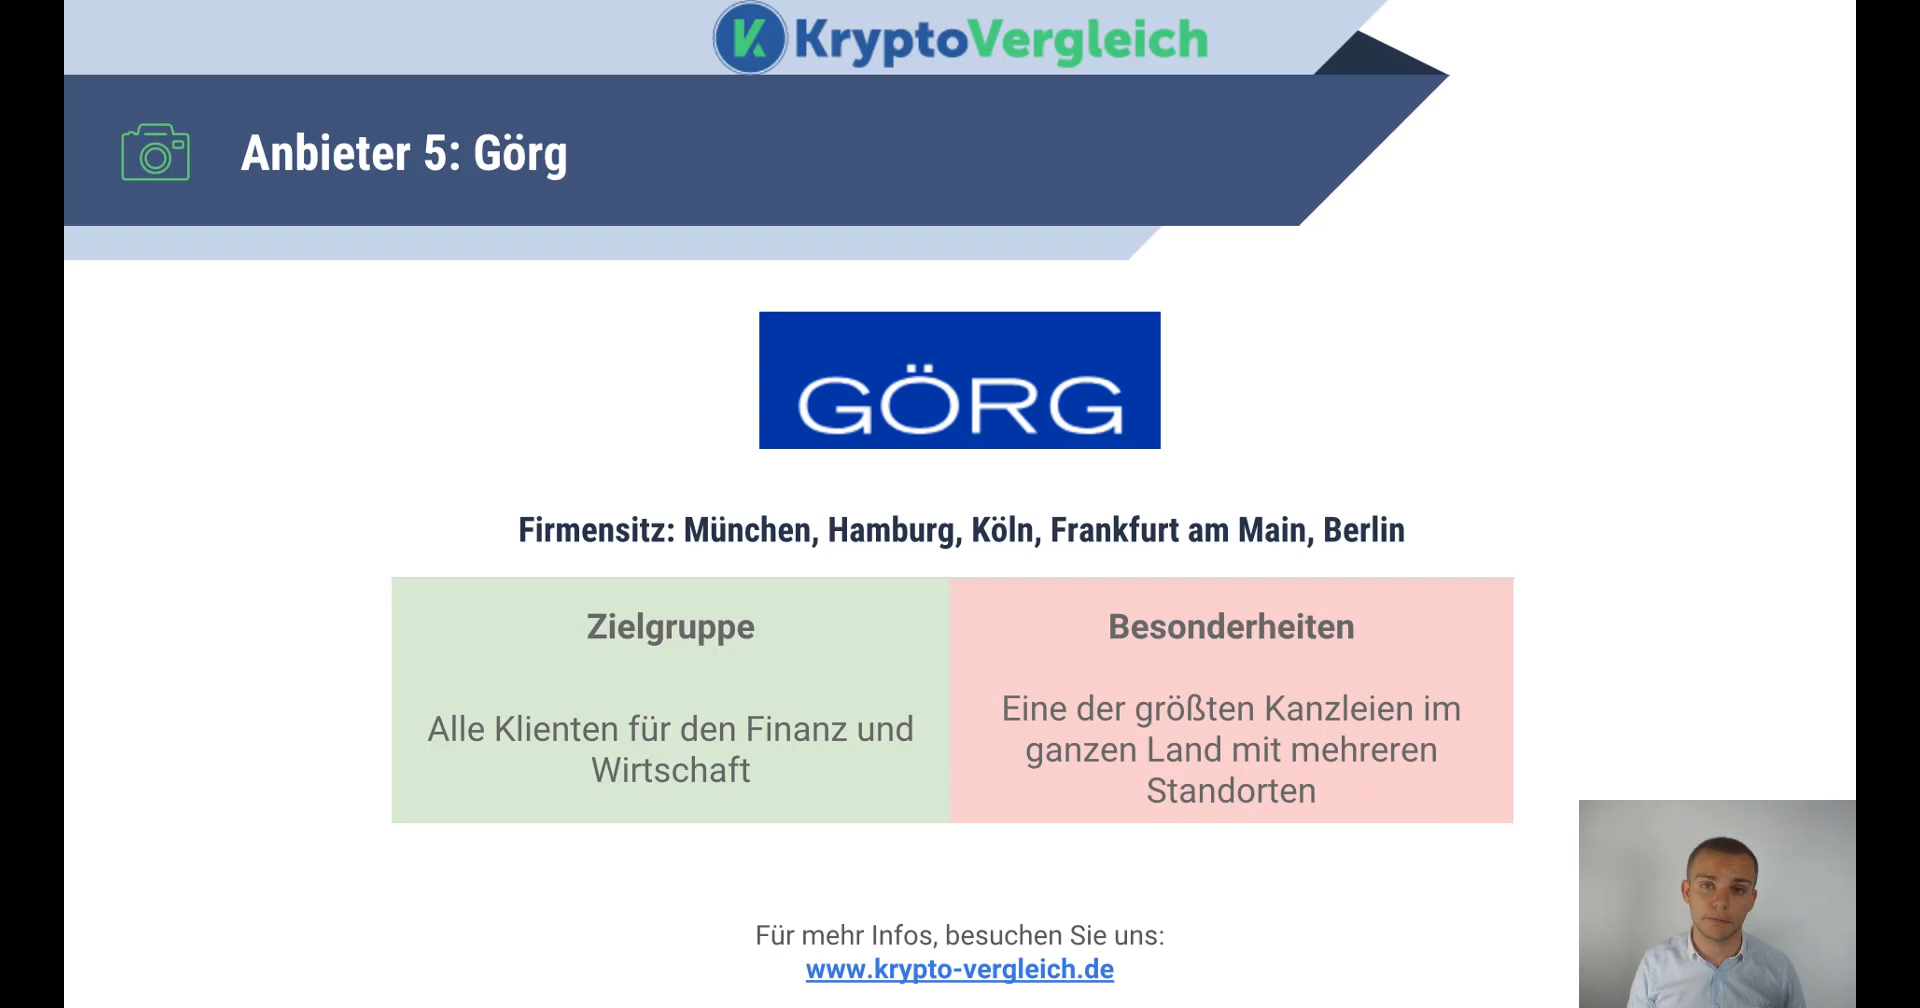 KryptoVergleich
Anbieter 5: Görg
GÖRG
Firmensitz: München, Hamburg, Köln, Frankfurt am Main, Berlin
Zielgruppe
Alle Klienten für den Finanz und
Wirtschaft
Besonderheiten
Eine der größten Kanzleien im
ganzen Land mit mehreren
Standorten
Für mehr Infos, besuchen Sie uns:
www.krypto-vergleich.de